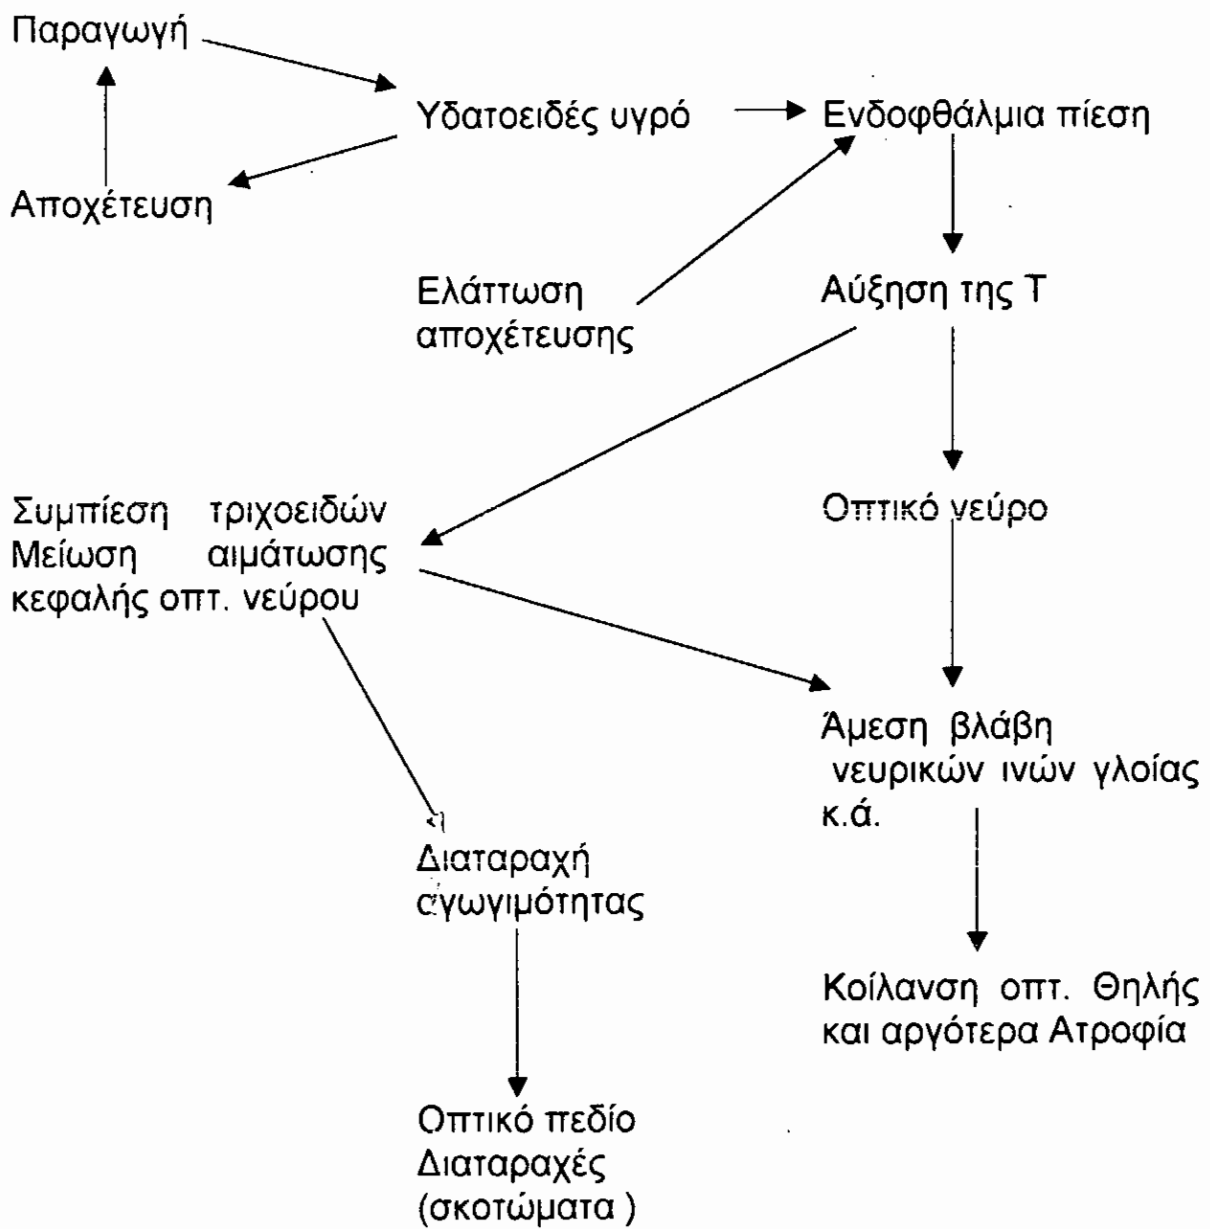 Παραγωγή
Υδατοειδές υγρό
Ενδοφθάλμια πίεση
Αποχέτευση
Ελάττωση
αποχέτευσης
Αύξηση της Τ
Συμπίεση τριχοειδών
Μείωση αιμάτωσης
κεφαλής οπτ. νεύρου
Οπτικό νεύρο
Άμεση βλάβη
νευρικών ινών γλοίας
κ.ά.
Διαταραχή
αγωγιμότητας
Κοίλανση οπτ. Θηλής
και αργότερα Ατροφία
Οπτικό πεδίο
Διαταραχές
(σκοτώματα )